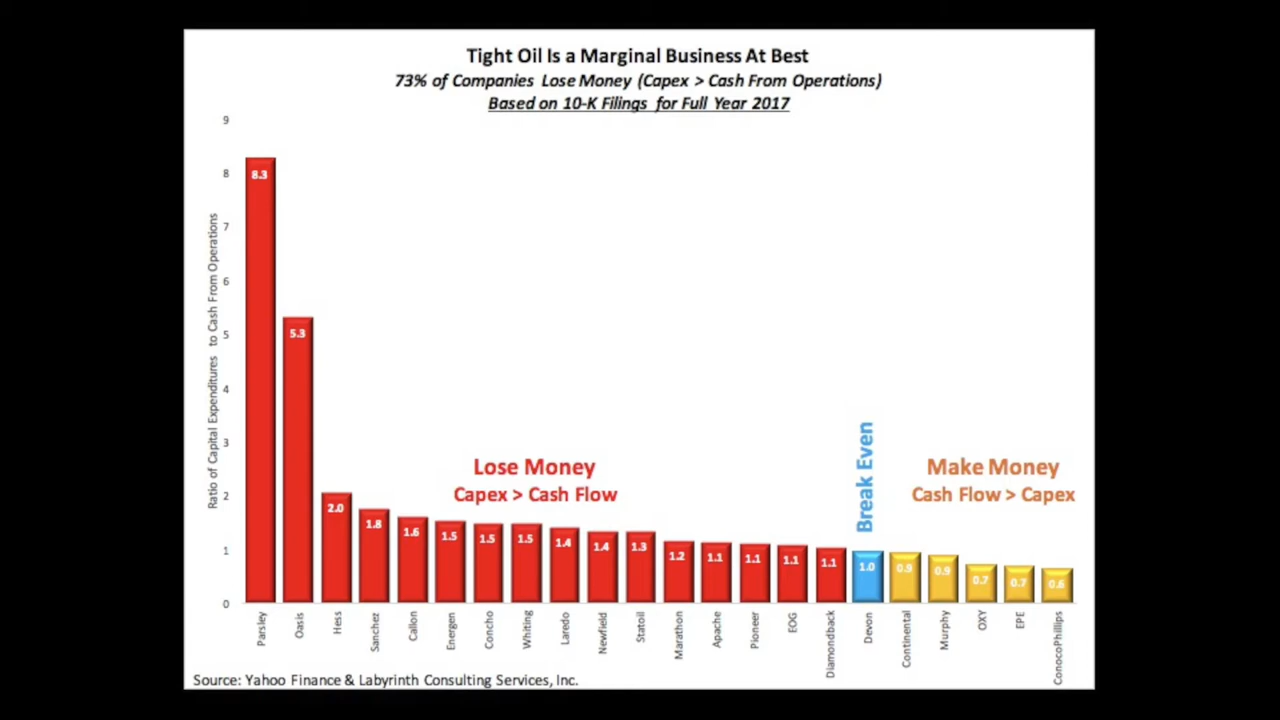 Tight Oil Is a Marginal Business At Best
73% of Companies Lose Money (Capex > Cash From Operations)
Based on 10-K Filings for Full Year 2017
Ratio of Capital Expenditures to Cash From Operations
9
8
7
6
5
4
3
2
1
0
8.3
5.3
2.0
1.8
1.6
1.5
1.5
1.5
1.4
1.4
1.3
1.2
1.1
1.1
1.1
1.1
1.0
0.9
0.9
0.7
0.7
0.6
Lose Money
Capex > Cash Flow
Break Even
Make Money
Cash Flow > Capex
Parsley
Oasis
Hess
Sanchez
Callon
Energen
Concho
Whiting
Laredo
Newfield
Statoil
Marathon
Apache
Pioneer
EOG
Diamondback
Devon
Continental
Murphy
OXY
EPE
ConocoPhillips
Source: Yahoo Finance & Labyrinth Consulting Services, Inc.